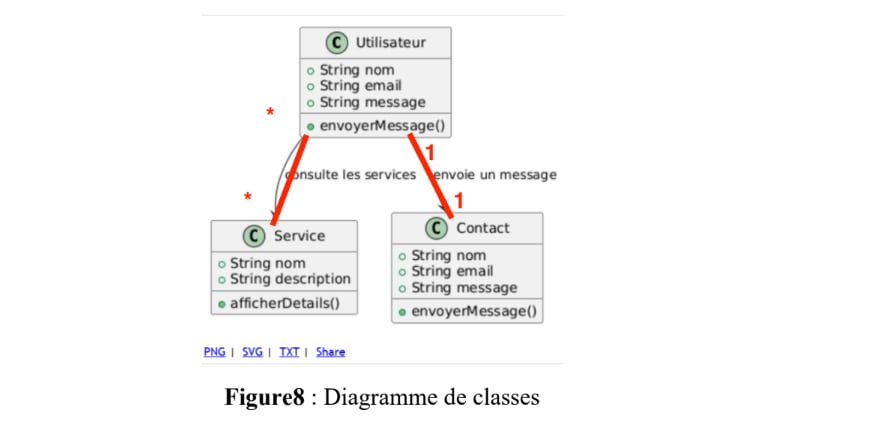 C Utilisateur
String nom
String email
String message
envoyerMessage()
*
1
consulte les services
envoie un message
*
1
C Service
String nom
String description
afficherDetails()
C Contact
String nom
String email
String message
envoyerMessage()
PNG | SVG | TXT | Share
Figure8 : Diagramme de classes